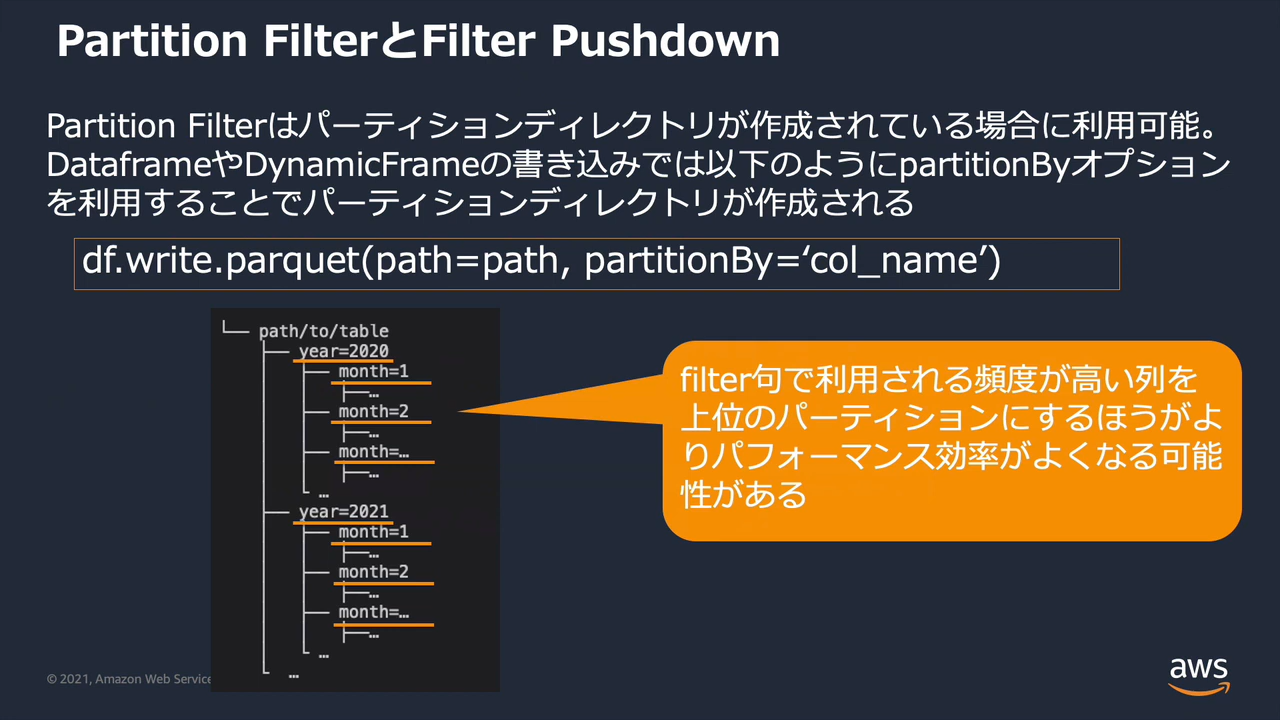 Partition FilterとFilter Pushdown
Partition Filterはパーティションディレクトリが作成されている場合に利用可能。
DataframeやDynamicFrameの書き込みでは以下のようにpartitionByオプション
を利用することでパーティションディレクトリが作成される
df.write.parquet(path=path, partitionBy=‘col_name’)
└── path/to/table
├── year=2020
├── month=1
├──…
├── month=2
├──…
├── month=…
├──…
└ …
├── year=2021
├── month=1
├──…
├── month=2
├──…
├── month=…
├──…
└ …
└ …
filter句で利用される頻度が高い列を
上位のパーティションにするほうがよ
りパフォーマンス効率がよくなる可能
性がある
© 2021, Amazon Web Service
aws